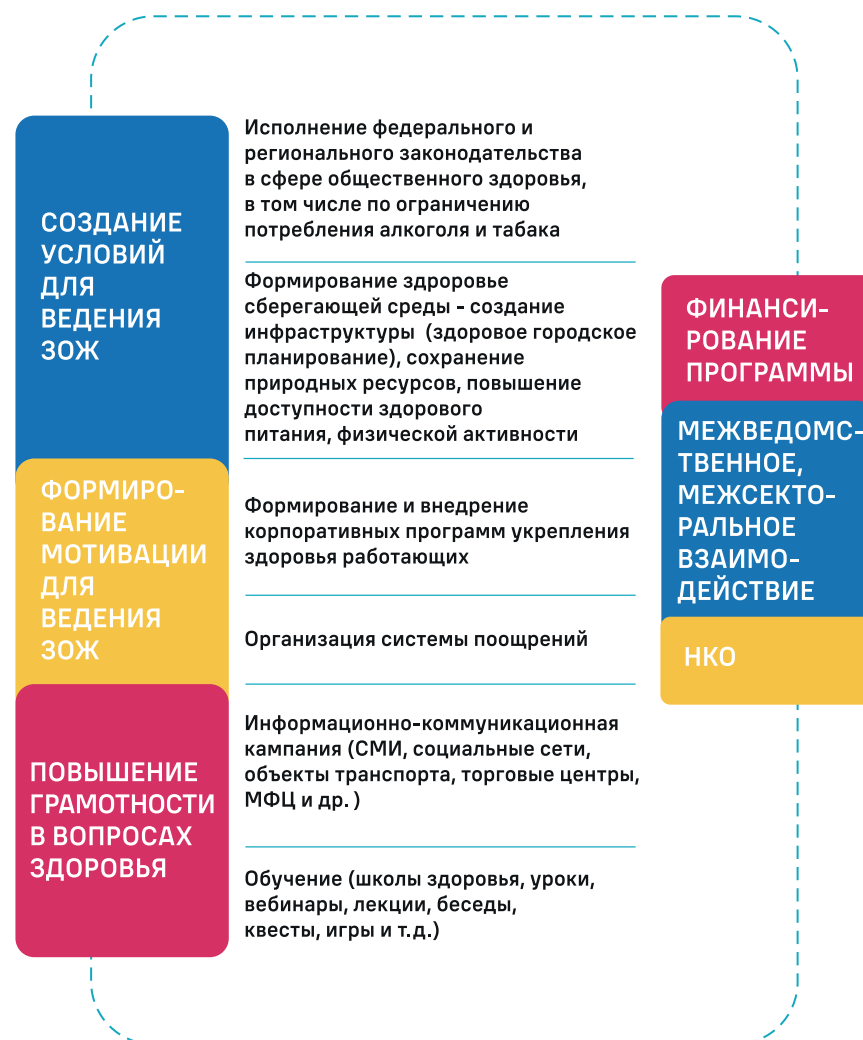 СОЗДАНИЕ
УСЛОВИЙ
ДЛЯ
ВЕДЕНИЯ
ЗОЖ
Исполнение федерального и
регионального законодательства
в сфере общественного здоровья,
в том числе по ограничению
потребления алкоголя и табака
Формирование здроровье
сберегающей среды - создание
инфраструктуры (здоровое городское
планирование), сохранение
природных ресурсов, повышение
доступности здорового
питания, физической активности
ФОРМИРО-
ВАНИЕ
МОТИВАЦИИ
ДЛЯ
ВЕДЕНИЯ
ЗОЖ
Формирование и внедрение
корпоративных программ укрепления
здоровья работающих
Организация системы поощрений
ПОВЫШЕНИЕ
ГРАМОТНОСТИ
В ВОПРОСАХ
ЗДОРОВЬЯ
Информационно-коммуникационная
кампания (СМИ, социальные сети,
объекты транспорта, торговые центры,
МФЦ и др. )
Обучение (школы здоровья, уроки,
вебинары, лекции, беседы,
квесты, игры и т.д.)
ФИНАНСИ-
РОВАНИЕ
ПРОГРАММЫ
МЕЖВЕДОМС-
ТВЕННОЕ,
МЕЖСЕКТО-
РАЛЬНОЕ
ВЗАИМО-
ДЕЙСТВИЕ
НКО